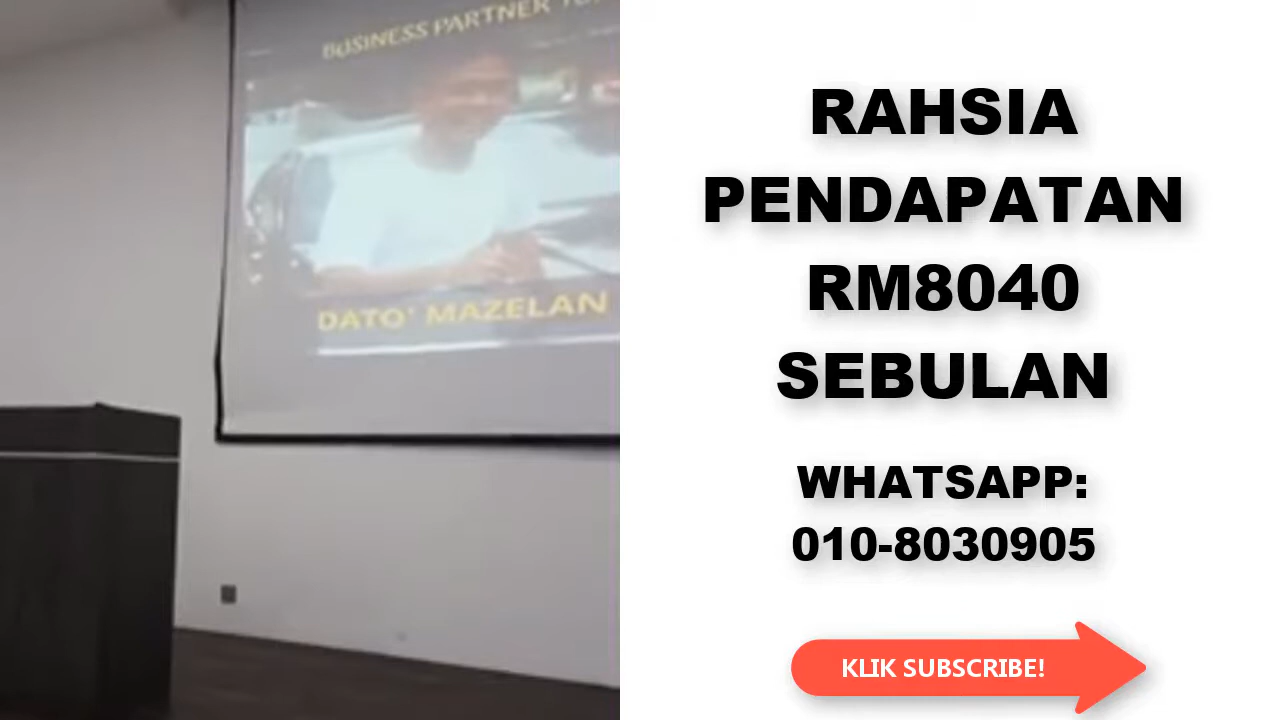 BUSINESS PARTNER
DATO' MAZELAN
RAHSIA
PENDAPATAN
RM8040
SEBULAN
WHATSAPP:
010-8030905
KLIK SUBSCRIBE!